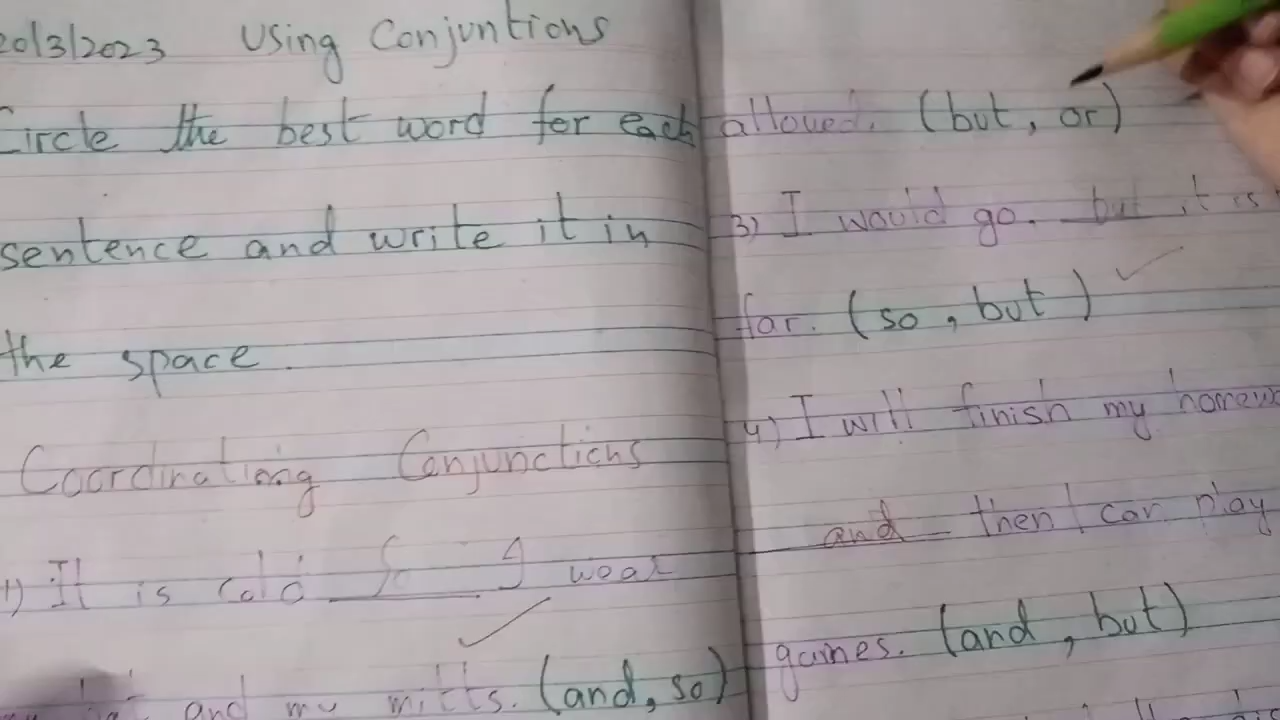 20/3/2023 Using Conjuntions
Circle the best word for each
sentence and write it in
the space.
Coordinationg Conjunctions
1) It is cold So I wear
and my mitts. (and, so)
allowed. (but, or)
3) I would go. but it is
far. (so, but)
4) I will finish my homew
and then I can play
games. (and, but)